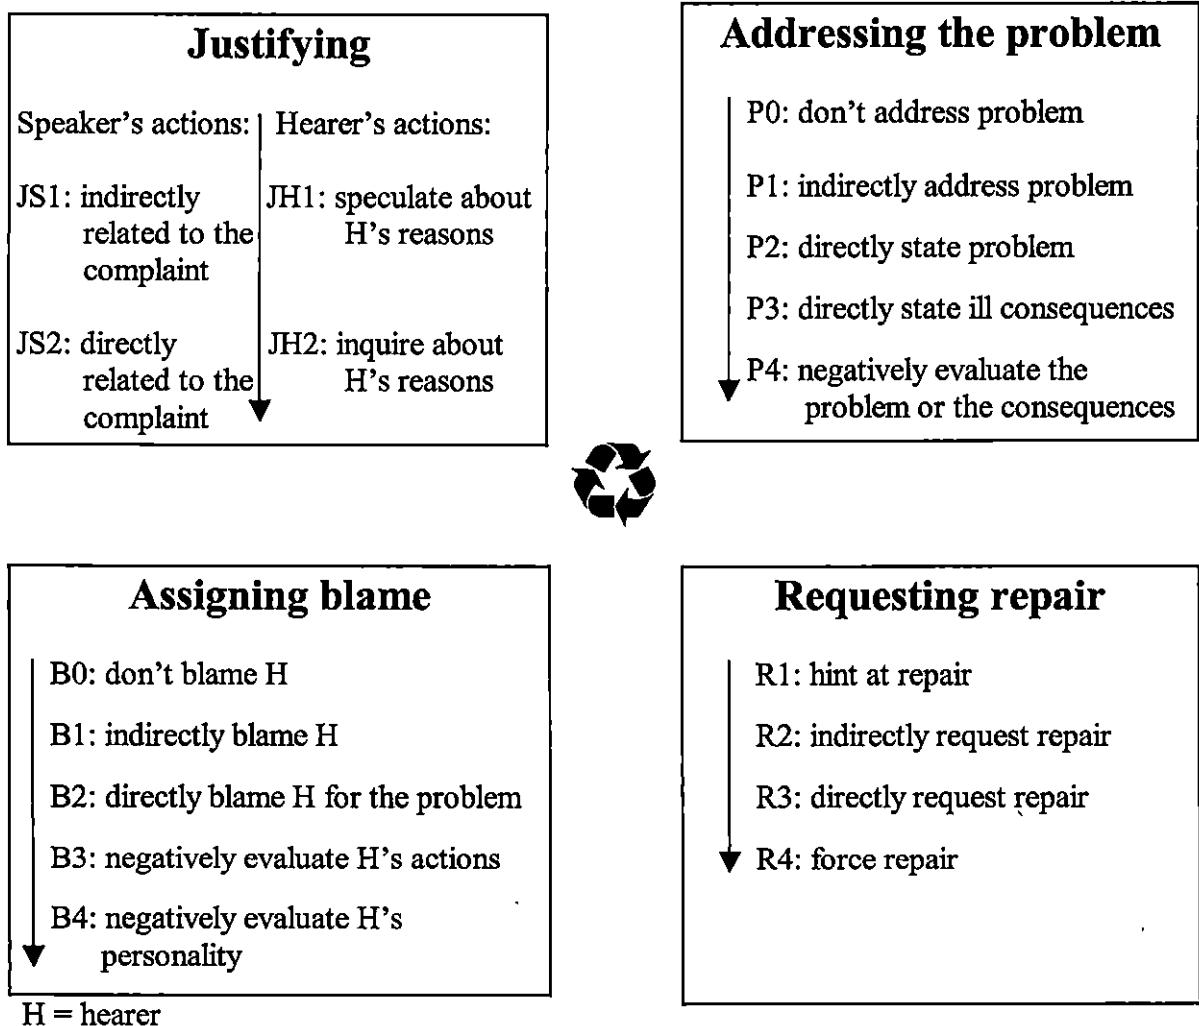 Justifying
Speaker's actions:
Hearer's actions:
JS1: indirectly
related to the
complaint
JH1: speculate about
H's reasons
JS2: directly
related to the
complaint
JH2: inquire about
H's reasons
Addressing the problem
P0: don't address problem
P1: indirectly address problem
P2: directly state problem
P3: directly state ill consequences
P4: negatively evaluate the
problem or the consequences
Assigning blame
B0: don't blame H
B1: indirectly blame H
B2: directly blame H for the problem
B3: negatively evaluate H's actions
B4: negatively evaluate H's
personality
H = hearer
Requesting repair
R1: hint at repair
R2: indirectly request repair
R3: directly request repair
R4: force repair